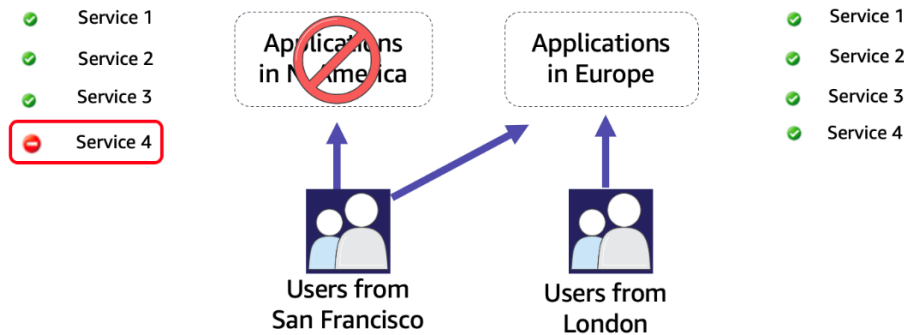 Service 1
Service 2
Service 3
Service 4
Applications
in N. America
Applications
in Europe
Service 1
Service 2
Service 3
Service 4
Users from
San Francisco
Users from
London